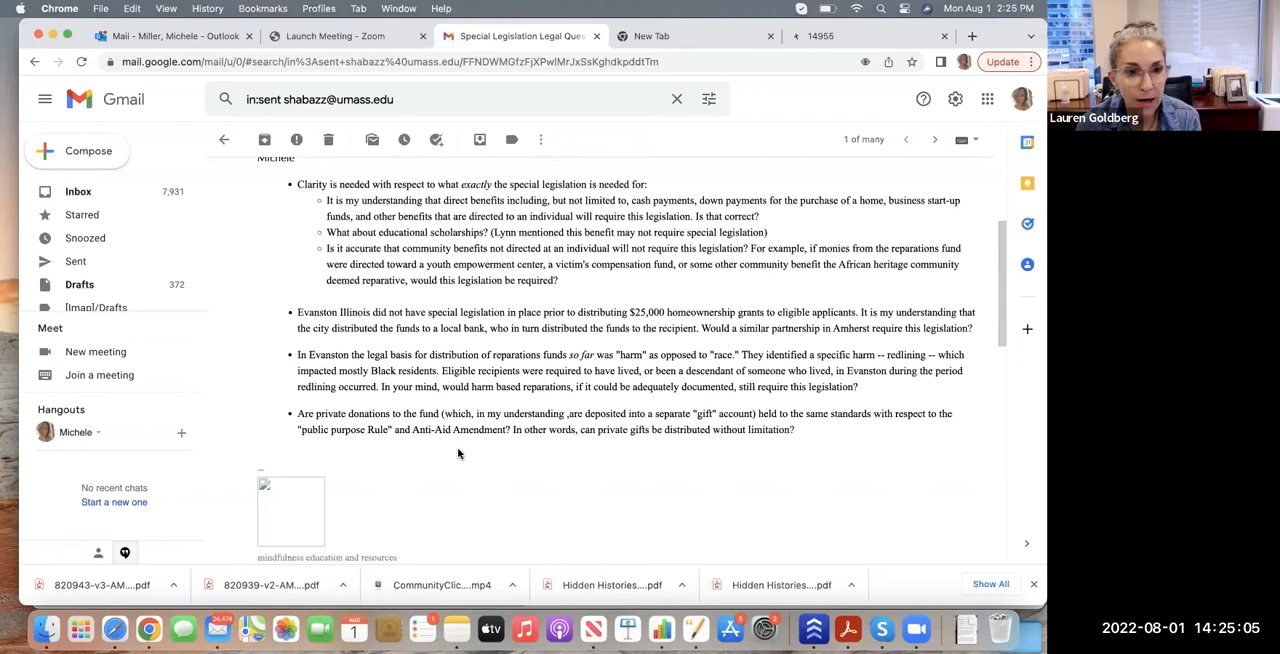 Chrome File Edit View History Bookmarks Profiles Tab Window Help Mon Aug 1 2:25 PM
Mail - Miller, Michele - Outlook Launch Meeting - Zoom Special Legislation Legal Ques New Tab 14955
mail.google.com/mail/u/0/#search/in%3Asent+shabazz%40umass.edu/FFNDWMGfzFjXPwlMrJxSsKghdkpddtTm Update
Gmail in:sent shabazz@umass.edu
Lauren Goldberg
Compose 1 of many
Michele
Inbox 7,931
Starred
Snoozed
Sent
Drafts 372
[Imap]/Drafts
Meet
New meeting
Join a meeting
Hangouts
Michele
No recent chats
Start a new one
• Clarity is needed with respect to what exactly the special legislation is needed for:
It is my understanding that direct benefits including, but not limited to, cash payments, down payments for the purchase of a home, business start-up
funds, and other benefits that are directed to an individual will require this legislation. Is that correct?
What about educational scholarships? (Lynn mentioned this benefit may not require special legislation)
Is it accurate that community benefits not directed at an individual will not require this legislation? For example, if monies from the reparations fund
were directed toward a youth empowerment center, a victim's compensation fund, or some other community benefit the African heritage community
deemed reparative, would this legislation be required?
• Evanston Illinois did not have special legislation in place prior to distributing $25,000 homeownership grants to eligible applicants. It is my understanding that
the city distributed the funds to a local bank, who in turn distributed the funds to the recipient. Would a similar partnership in Amherst require this legislation?
• In Evanston the legal basis for distribution of reparations funds so far was "harm" as opposed to "race." They identified a specific harm -- redlining -- which
impacted mostly Black residents. Eligible recipients were required to have lived, or been a descendant of someone who lived, in Evanston during the period
redlining occurred. In your mind, would harm based reparations, if it could be adequately documented, still require this legislation?
• Are private donations to the fund (which, in my understanding ,are deposited into a separate "gift" account) held to the same standards with respect to the
"public purpose Rule" and Anti-Aid Amendment? In other words, can private gifts be distributed without limitation?
--
mindfulness education and resources
820943-v3-AM....pdf 820939-v2-AM....pdf CommunityClic....mp4 Hidden Histories....pdf Hidden Histories....pdf Show All
24,474 AUG 1 1 5 2
2022-08-01 14:25:05